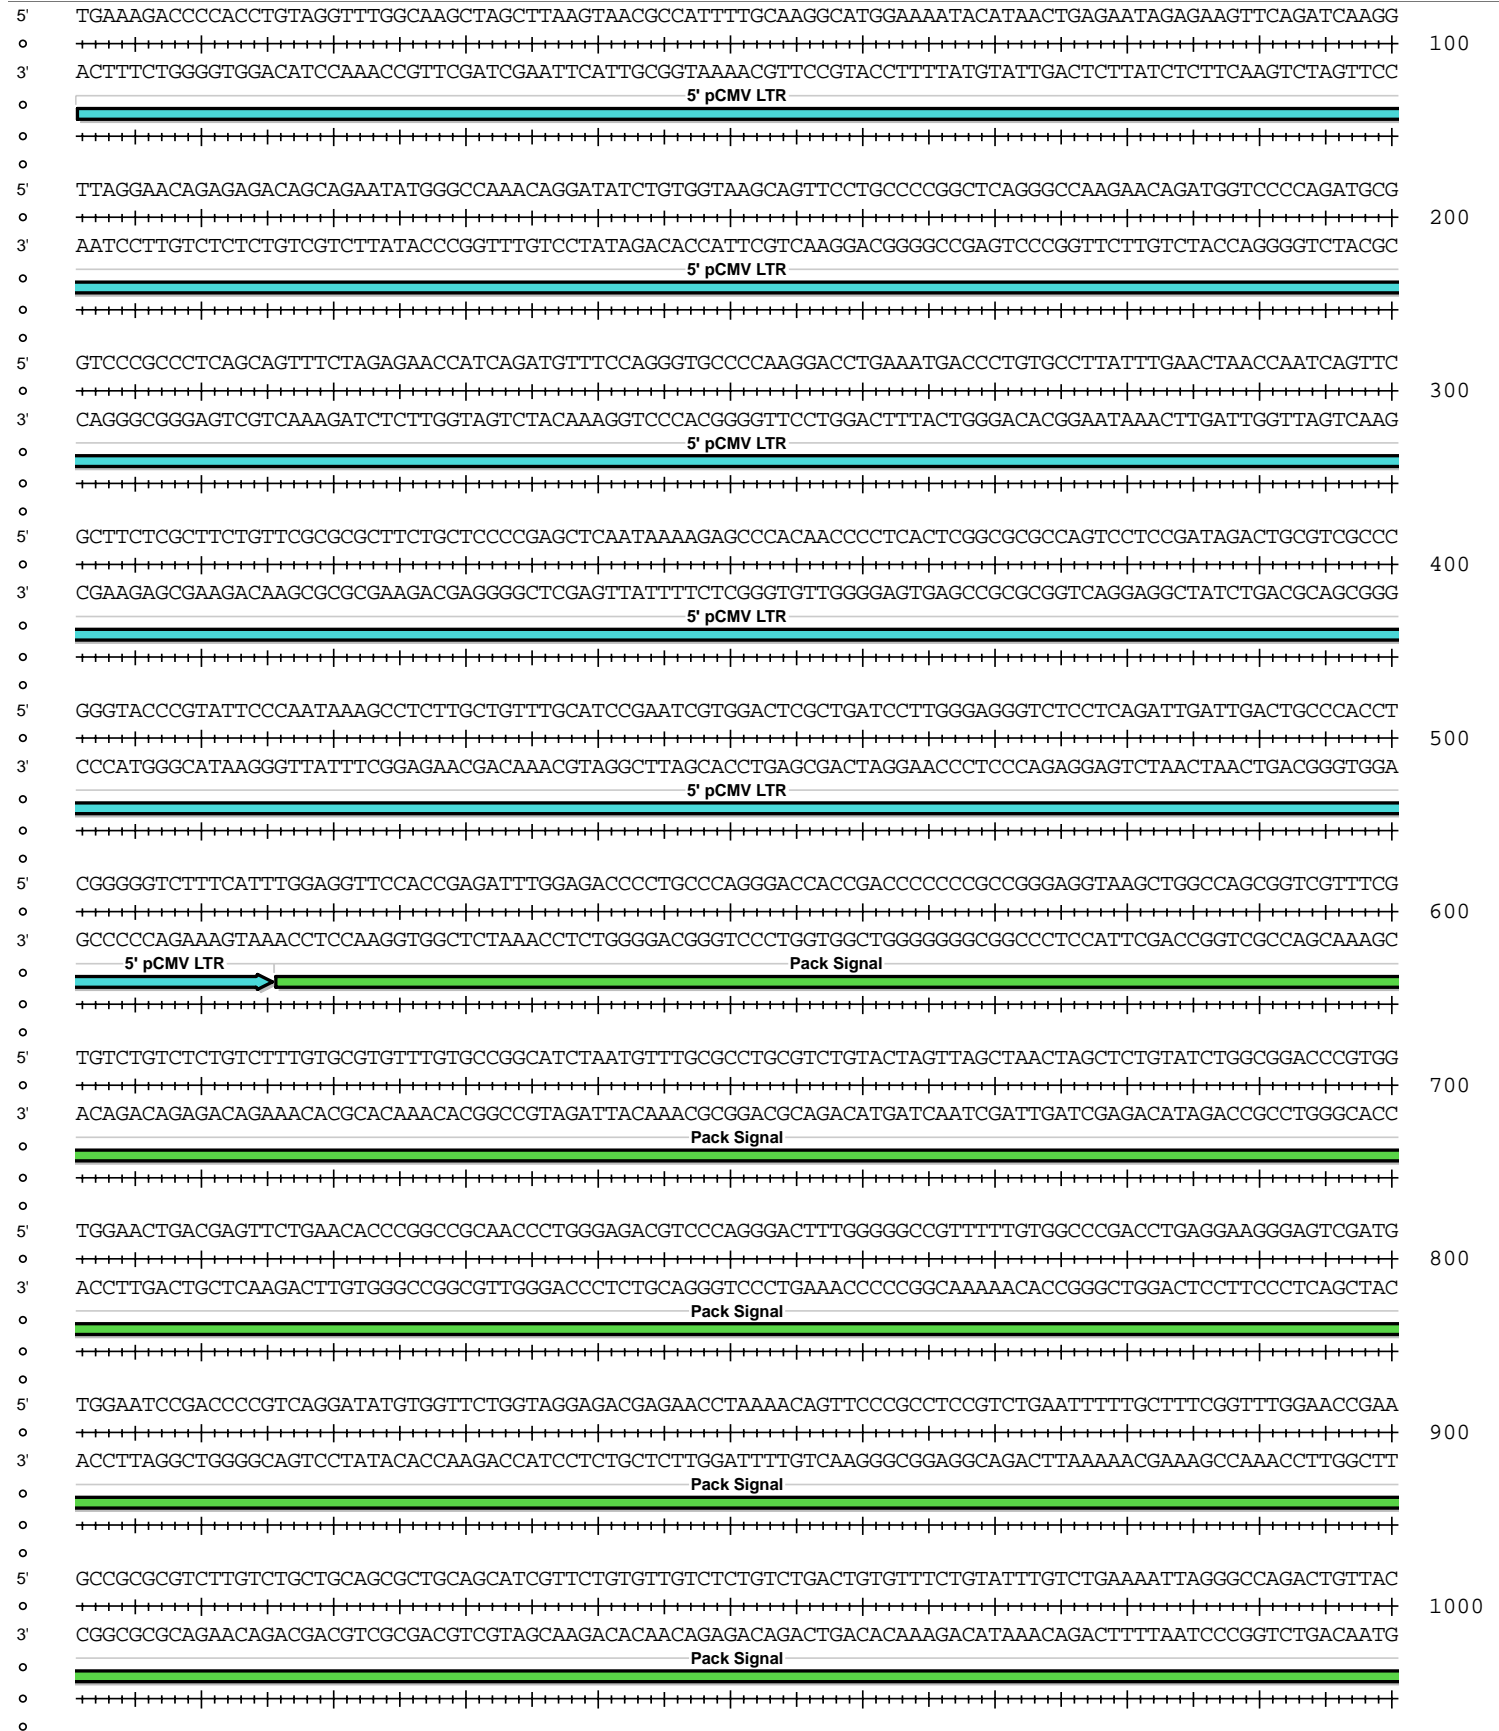 5' TGAAAGACCCCACCTGTAGGTTTGGCAAGCTAGCTTAAGTAACGCCATTTTGCAAGGCATGGAAAATACATAACTGAGAATAGAGAAGTTCAGATCAAGG
100
3' ACTTTCTGGGGTGGACATCCAAACCGTTCGATCGAATTCATTGCGGTAAAACGTTCCGTACCTTTTATGTATTGACTCTTATCTCTTCAAGTCTAGTTCC
5' pCMV LTR
5' TTAGGAACAGAGAGACAGCAGAATATGGGCCAAACAGGATATCTGTGGTAAGCAGTTCCTGCCCCGGCTCAGGGCCAAGAACAGATGGTCCCCAGATGCG
200
3' AATCCTTGTCTCTCTGTCGTCTTATACCCGGTTTGTCCTATAGACACCATTCGTCAAGGACGGGGCCGAGTCCCGGTTCTTGTCTACCAGGGGTCTACGC
5' pCMV LTR
5' GTCCCGCCCTCAGCAGTTTCTAGAGAACCATCAGATGTTTCCAGGGTGCCCCAAGGACCTGAAATGACCCTGTGCCTTATTTGAACTAACCAATCAGTTC
300
3' CAGGGCGGGAGTCGTCAAAGATCTCTTGGTAGTCTACAAAGGTCCCACGGGGTTCCTGGACTTTACTGGGACACGGAATAAACTTGATTGGTTAGTCAAG
5' pCMV LTR
5' GCTTCTCGCTTCTGTTCGCGCGCTTCTGCTCCCCGAGCTCAATAAAAGAGCCCACAACCCCTCACTCGGCGCGCCAGTCCTCCGATAGACTGCGTCGCCC
400
3' CGAAGAGCGAAGACAAGCGCGCGAAGACGAGGGGCTCGAGTTATTTTCTCGGGTGTTGGGGAGTGAGCCGCGCGGTCAGGAGGCTATCTGACGCAGCGGG
5' pCMV LTR
5' GGGTACCCGTATTCCCAATAAAGCCTCTTGCTGTTTGCATCCGAATCGTGGACTCGCTGATCCTTGGGAGGGTCTCCTCAGATTGATTGACTGCCCACCT
500
3' CCCATGGGCATAAGGGTTATTTCGGAGAACGACAAACGTAGGCTTAGCACCTGAGCGACTAGGAACCCTCCCAGAGGAGTCTAACTAACTGACGGGTGGA
5' pCMV LTR
5' CGGGGGTCTTTCATTTGGAGGTTCCACCGAGATTTGGAGACCCCTGCCCAGGGACCACCGACCCCCCCGCCGGGAGGTAAGCTGGCCAGCGGTCGTTTCG
600
3' GCCCCCAGAAAGTAAACCTCCAAGGTGGCTCTAAACCTCTGGGGACGGGTCCCTGGTGGCTGGGGGGGCGGCCCTCCATTCGACCGGTCGCCAGCAAAGC
5' pCMV LTR Pack Signal
5' TGTCTGTCTCTGTCTTTGTGCGTGTTTGTGCCGGCATCTAATGTTTGCGCCTGCGTCTGTACTAGTTAGCTAACTAGCTCTGTATCTGGCGGACCCGTGG
700
3' ACAGACAGAGACAGAAACACGCACAAACACGGCCGTAGATTACAAACGCGGACGCAGACATGATCAATCGATTGATCGAGACATAGACCGCCTGGGCACC
Pack Signal
5' TGGAACTGACGAGTTCTGAACACCCGGCCGCAACCCTGGGAGACGTCCCAGGGACTTTGGGGGCCGTTTTTGTGGCCCGACCTGAGGAAGGGAGTCGATG
800
3' ACCTTGACTGCTCAAGACTTGTGGGCCGGCGTTGGGACCCTCTGCAGGGTCCCTGAAACCCCCGGCAAAAACACCGGGCTGGACTCCTTCCCTCAGCTAC
Pack Signal
5' TGGAATCCGACCCCGTCAGGATATGTGGTTCTGGTAGGAGACGAGAACCTAAAACAGTTCCCGCCTCCGTCTGAATTTTTGCTTTCGGTTTGGAACCGAA
900
3' ACCTTAGGCTGGGGCAGTCCTATACACCAAGACCATCCTCTGCTCTTGGATTTTGTCAAGGGCGGAGGCAGACTTAAAAACGAAAGCCAAACCTTGGCTT
Pack Signal
5' GCCGCGCGTCTTGTCTGCTGCAGCGCTGCAGCATCGTTCTGTGTTGTCTCTGTCTGACTGTGTTTCTGTATTTGTCTGAAAATTAGGGCCAGACTGTTAC
1000
3' CGGCGCGCAGAACAGACGACGTCGCGACGTCGTAGCAAGACACAACAGAGACAGACTGACACAAAGACATAAACAGACTTTTAATCCCGGTCTGACAATG
Pack Signal